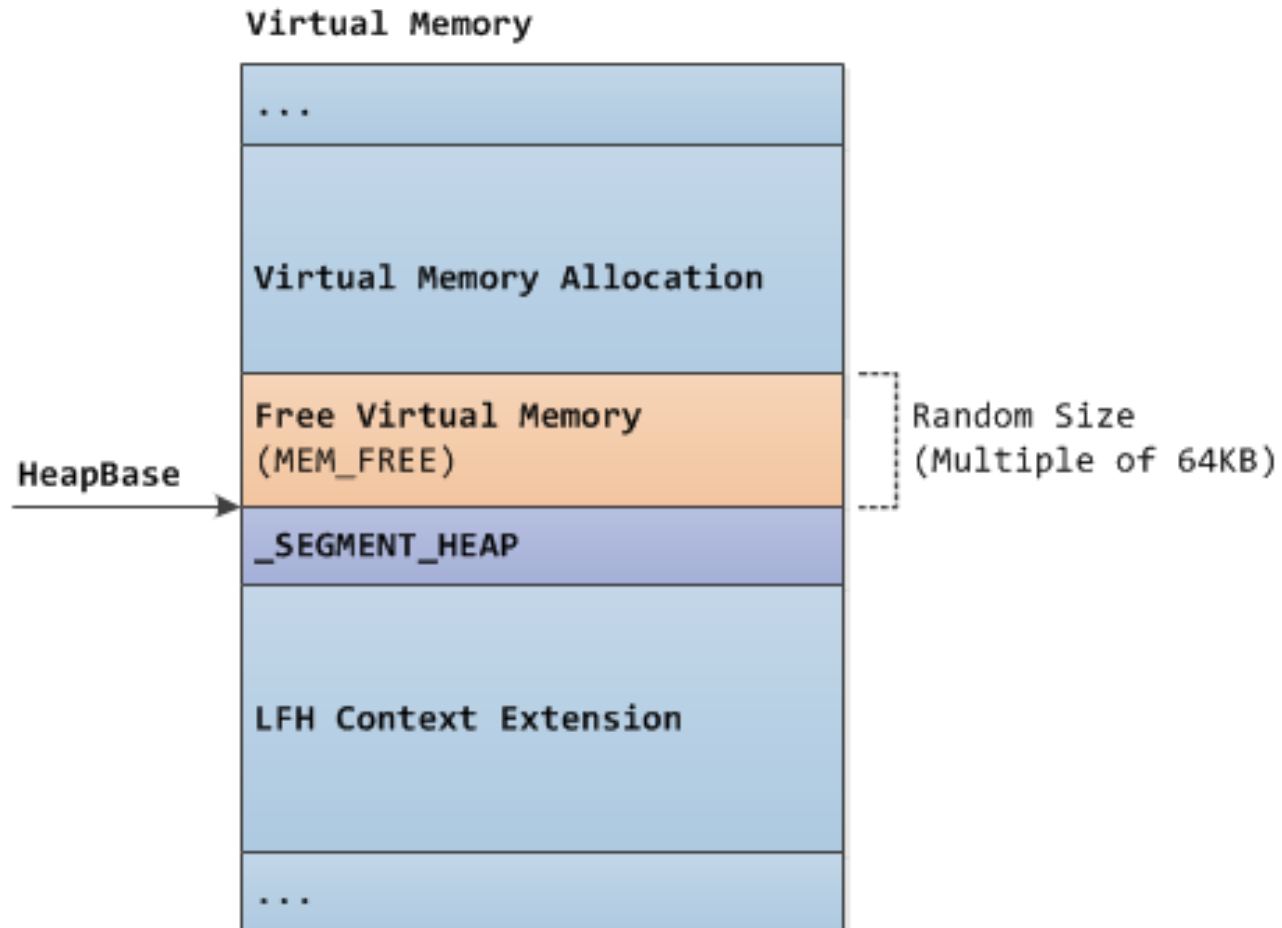 Virtual Memory
...
Virtual Memory Allocation
Free Virtual Memory
(MEM_FREE)
Random Size
(Multiple of 64KB)
HeapBase
_SEGMENT_HEAP
LFH Context Extension
...